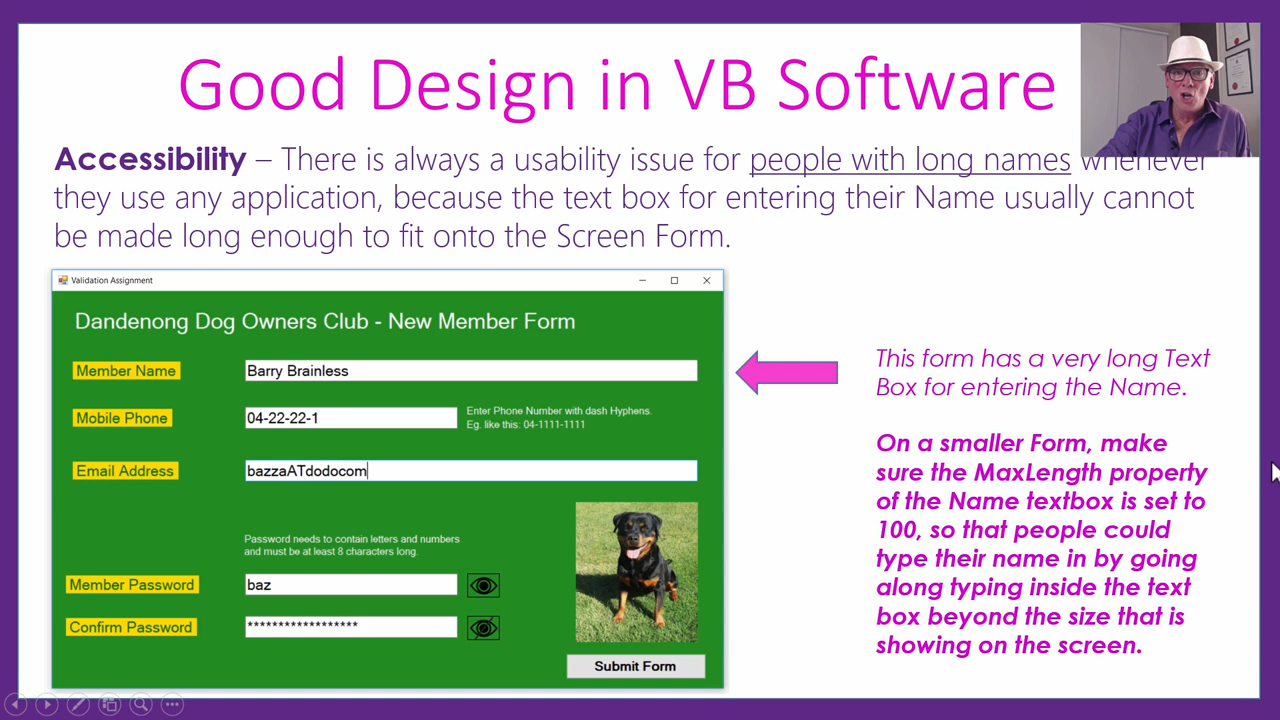 Good Design in VB Software
Accessibility – There is always a usability issue for people with long names whenever
they use any application, because the text box for entering their Name usually cannot
be made long enough to fit onto the Screen Form.
Validation Assignment
Dandenong Dog Owners Club - New Member Form
Member Name
Barry Brainless
This form has a very long Text
Box for entering the Name.
Mobile Phone
04-22-22-1
Enter Phone Number with dash Hyphens.
Eg. like this: 04-1111-1111
Email Address
bazzaATdodocom
On a smaller Form, make
sure the MaxLength property
of the Name textbox is set to
100, so that people could
type their name in by going
along typing inside the text
box beyond the size that is
showing on the screen.
Password needs to contain letters and numbers
and must be at least 8 characters long.
Member Password
baz
Confirm Password
******************
Submit Form